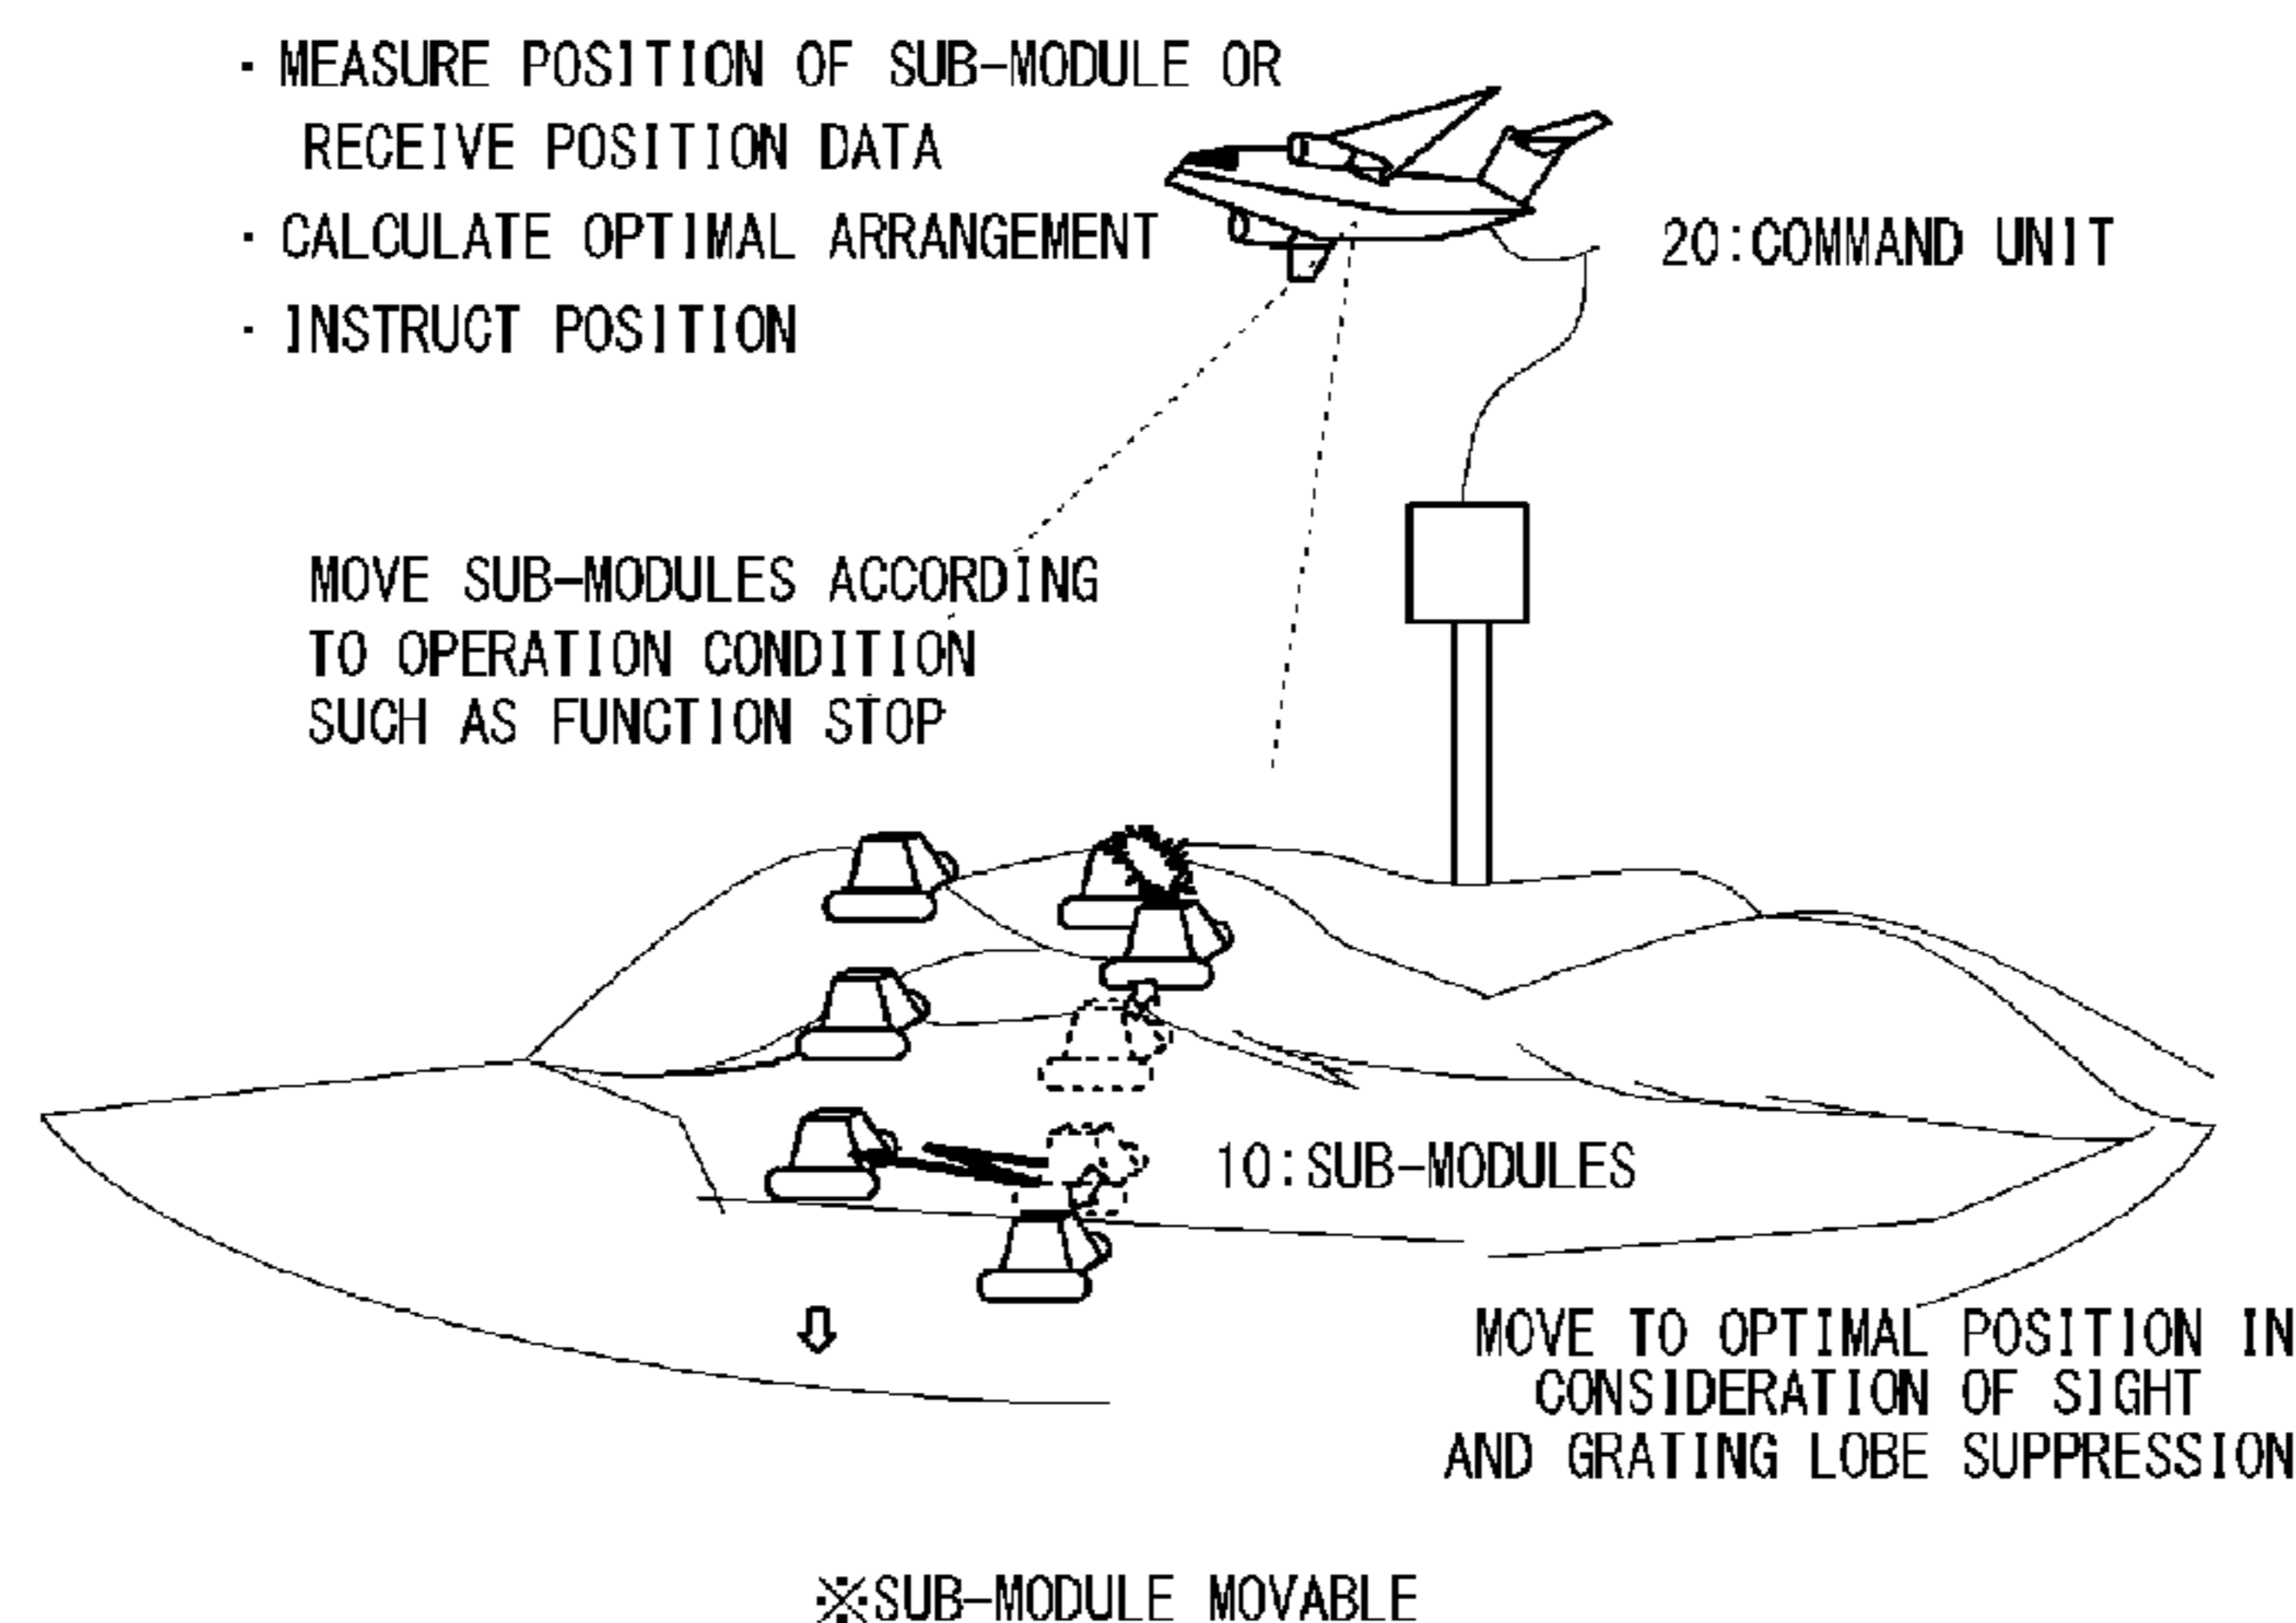 · MEASURE POSITION OF SUB-MODULE OR
RECEIVE POSITION DATA
· CALCULATE OPTIMAL ARRANGEMENT
· INSTRUCT POSITION
20:COMMAND UNIT
MOVE SUB-MODULES ACCORDING
TO OPERATION CONDITION
SUCH AS FUNCTION STOP
10:SUB-MODULES
MOVE TO OPTIMAL POSITION IN
CONSIDERATION OF SIGHT
AND GRATING LOBE SUPPRESSION
※SUB-MODULE MOVABLE